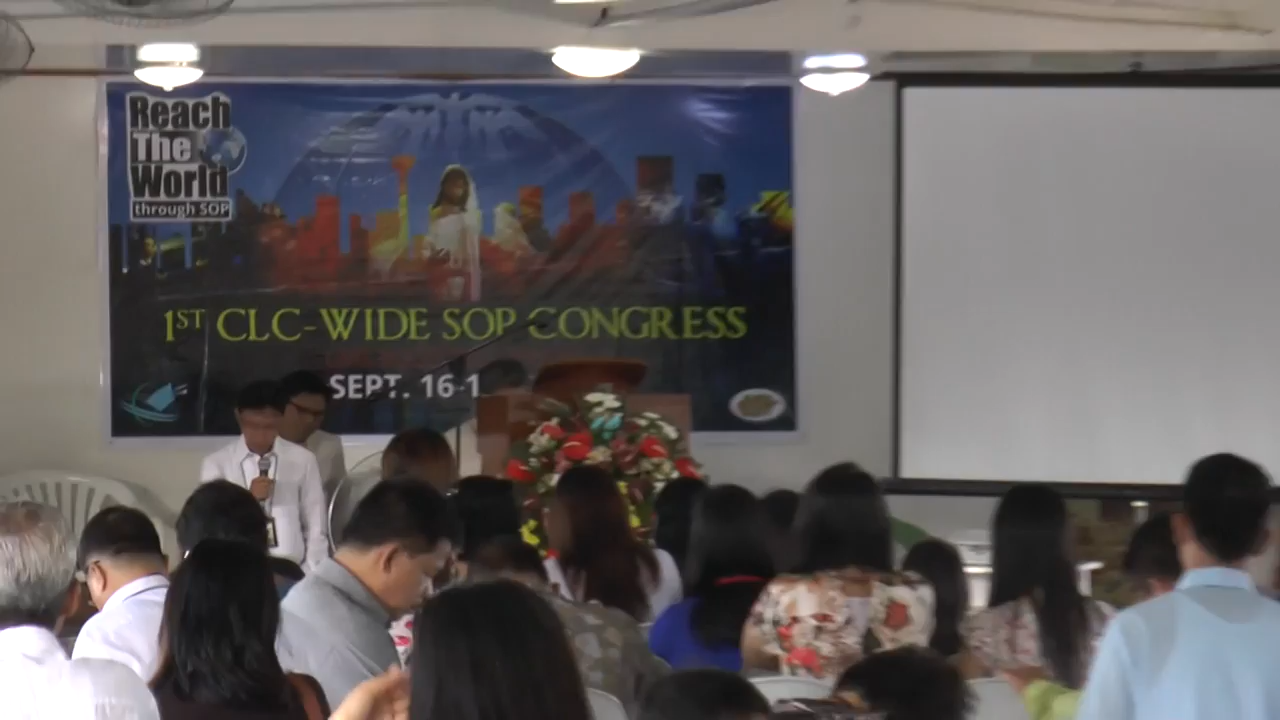 Reach
The
World
through SOP
1ST CLC-WIDE SOP CONGRESS
SEPT. 16-1